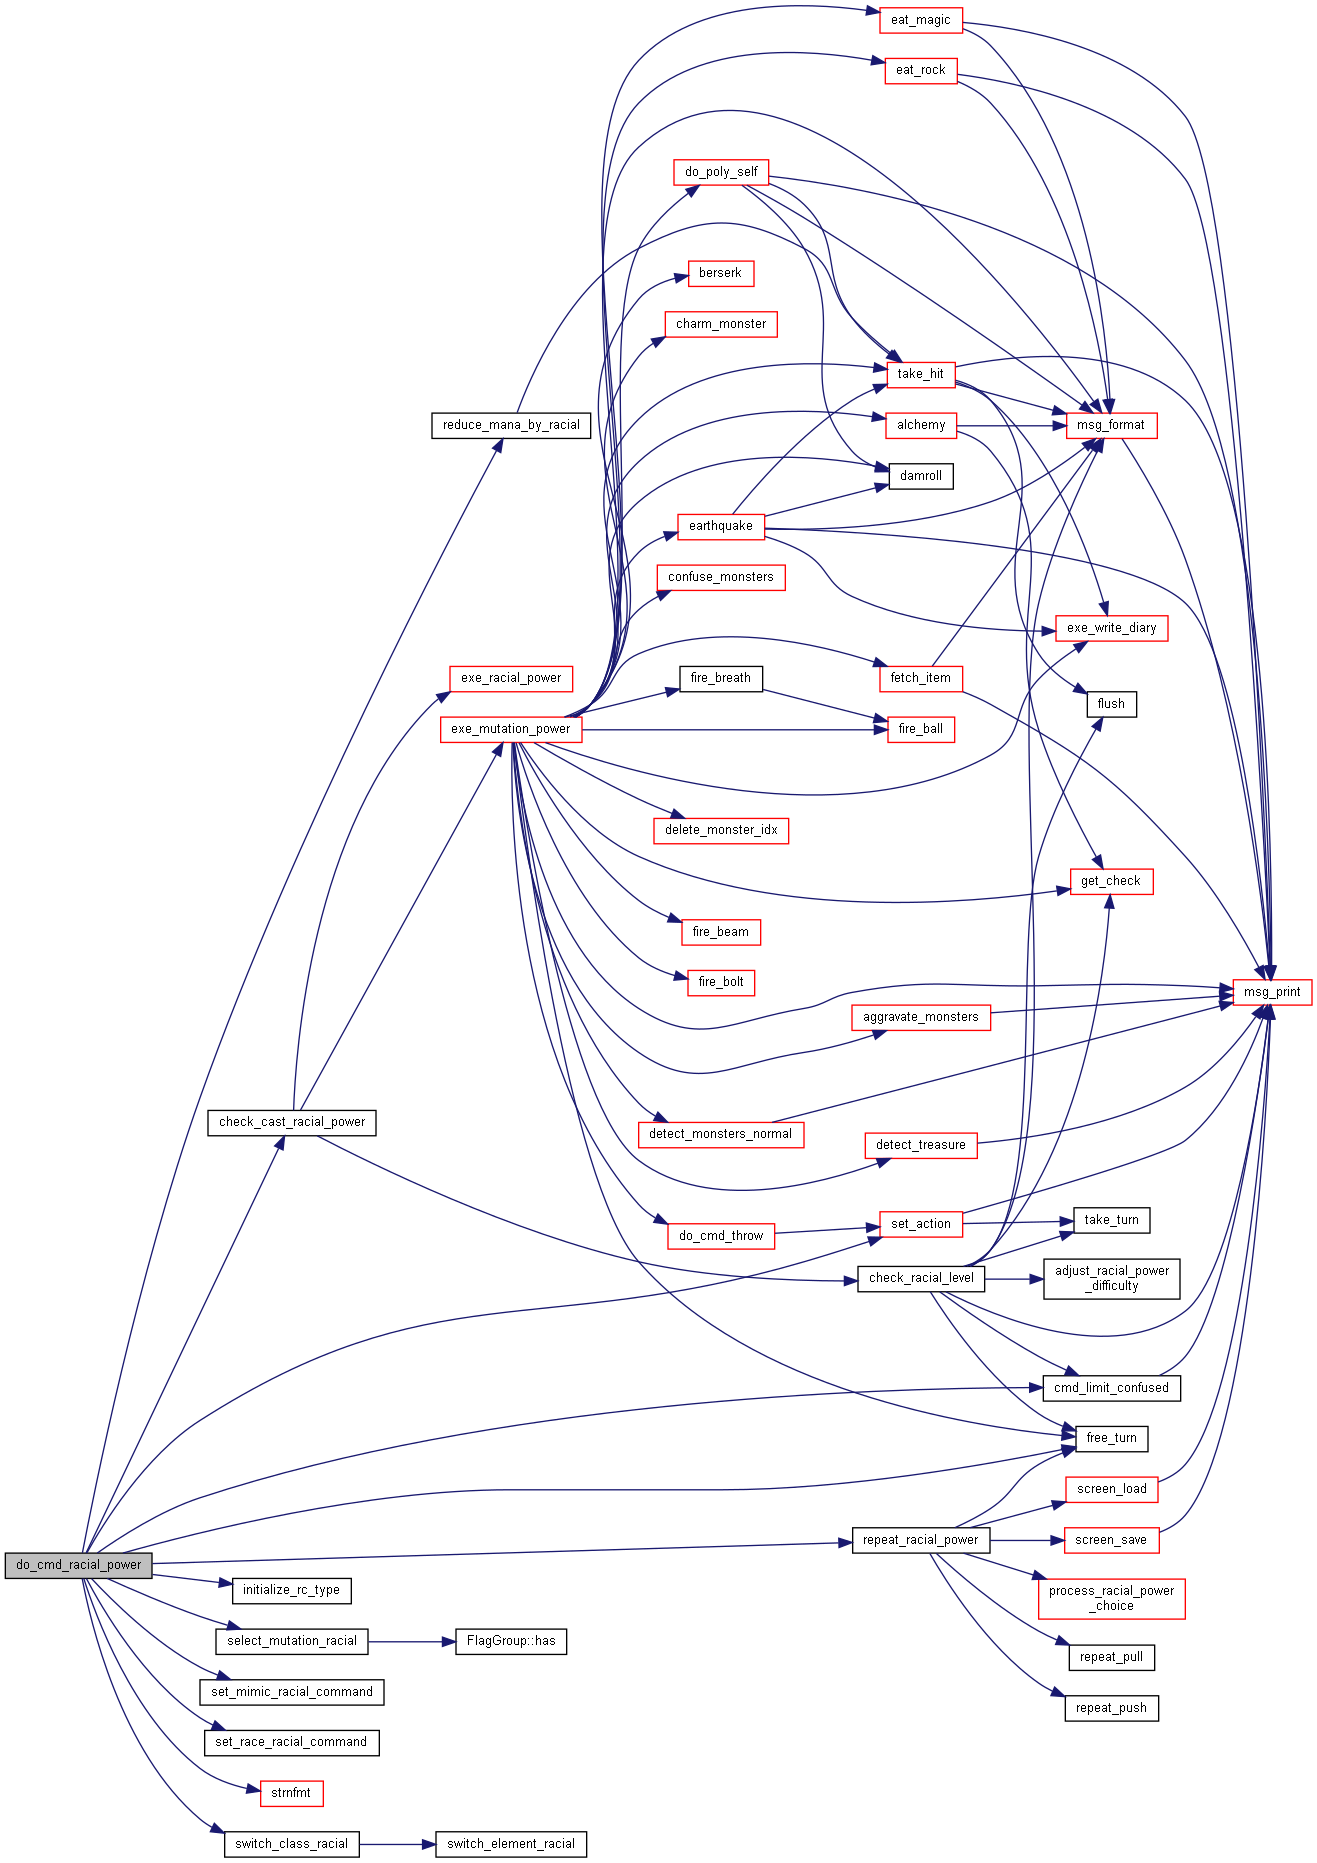 eat_magic
eat_rock
do_poly_self
berserk
charm_monster
take_hit
reduce_mana_by_racial
alchemy
msg_format
damroll
earthquake
confuse_monsters
exe_write_diary
exe_racial_power
fire_breath
fetch_item
flush
exe_mutation_power
fire_ball
delete_monster_idx
get_check
fire_beam
fire_bolt
msg_print
aggravate_monsters
check_cast_racial_power
detect_monsters_normal
detect_treasure
do_cmd_throw
set_action
take_turn
check_racial_level
adjust_racial_power
_difficulty
cmd_limit_confused
free_turn
screen_load
repeat_racial_power
screen_save
do_cmd_racial_power
initialize_rc_type
process_racial_power
_choice
select_mutation_racial
FlagGroup::has
repeat_pull
set_mimic_racial_command
repeat_push
set_race_racial_command
strnfmt
switch_class_racial
switch_element_racial